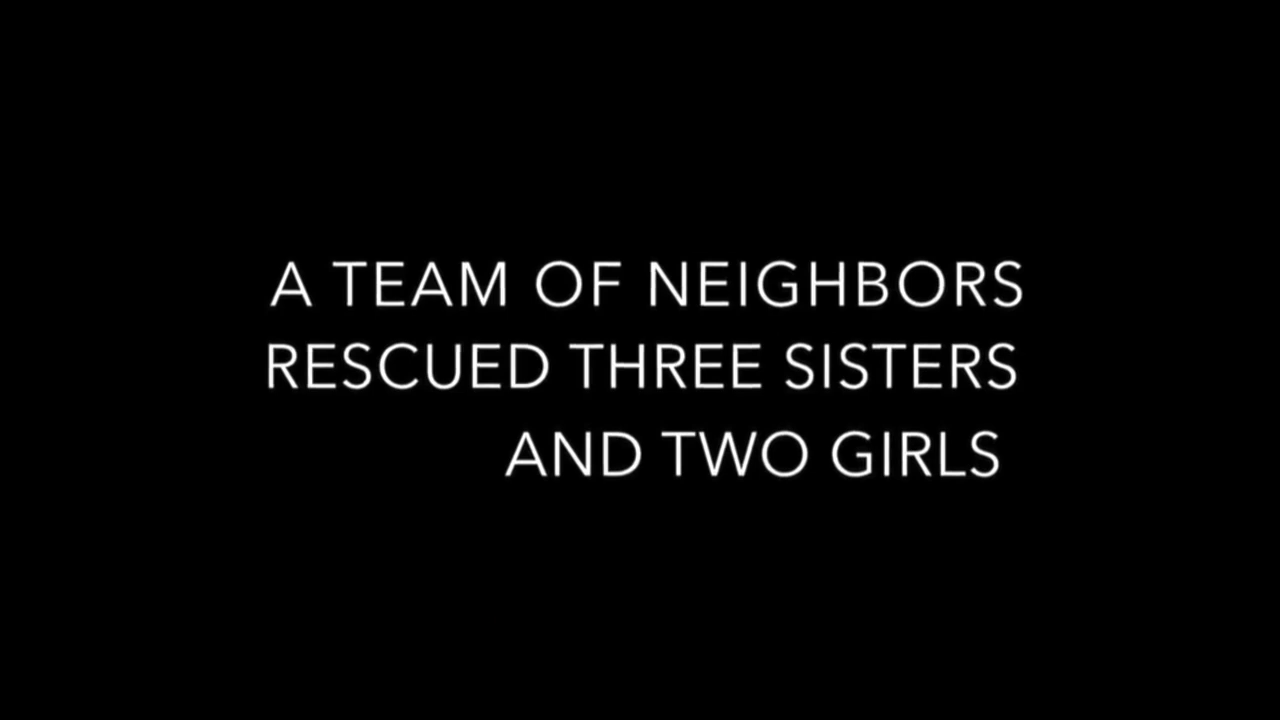 A TEAM OF NEIGHBORS
RESCUED THREE SISTERS
AND TWO GIRLS